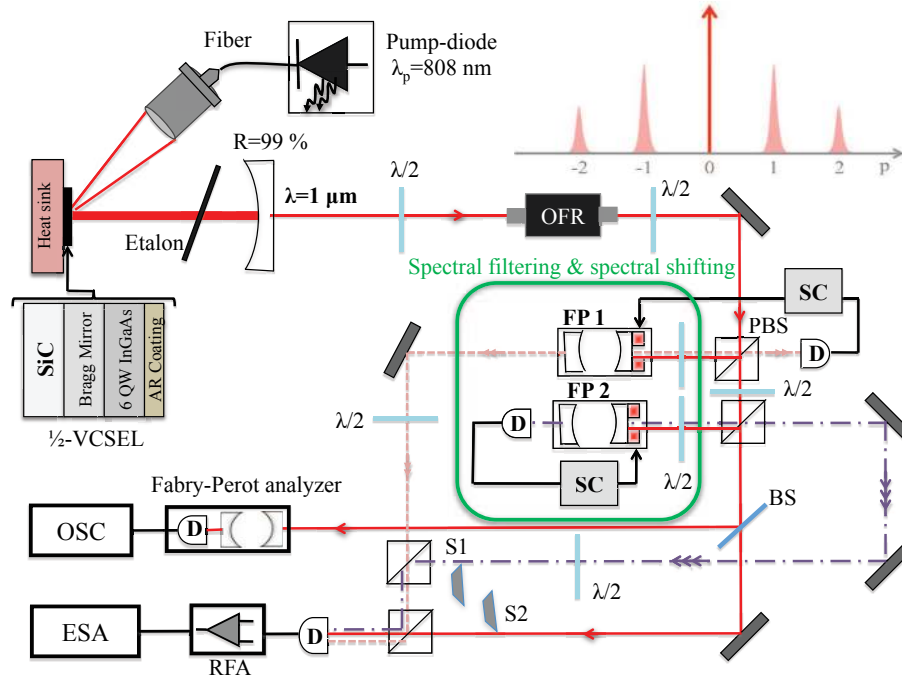 Fiber
Pump-diode
λp=808 nm
R=99 %
Heat sink
λ=1 µm
λ/2
OFR
λ/2
-2
-1
0
1
2
p
Etalon
Spectral filtering & spectral shifting
SC
FP 1
PBS
D
SiC
Bragg Mirror
6 QW InGaAs
AR Coating
½-VCSEL
λ/2
FP 2
D
λ/2
SC
λ/2
Fabry-Perot analyzer
BS
OSC
D
S1
λ/2
S2
ESA
RFA
D